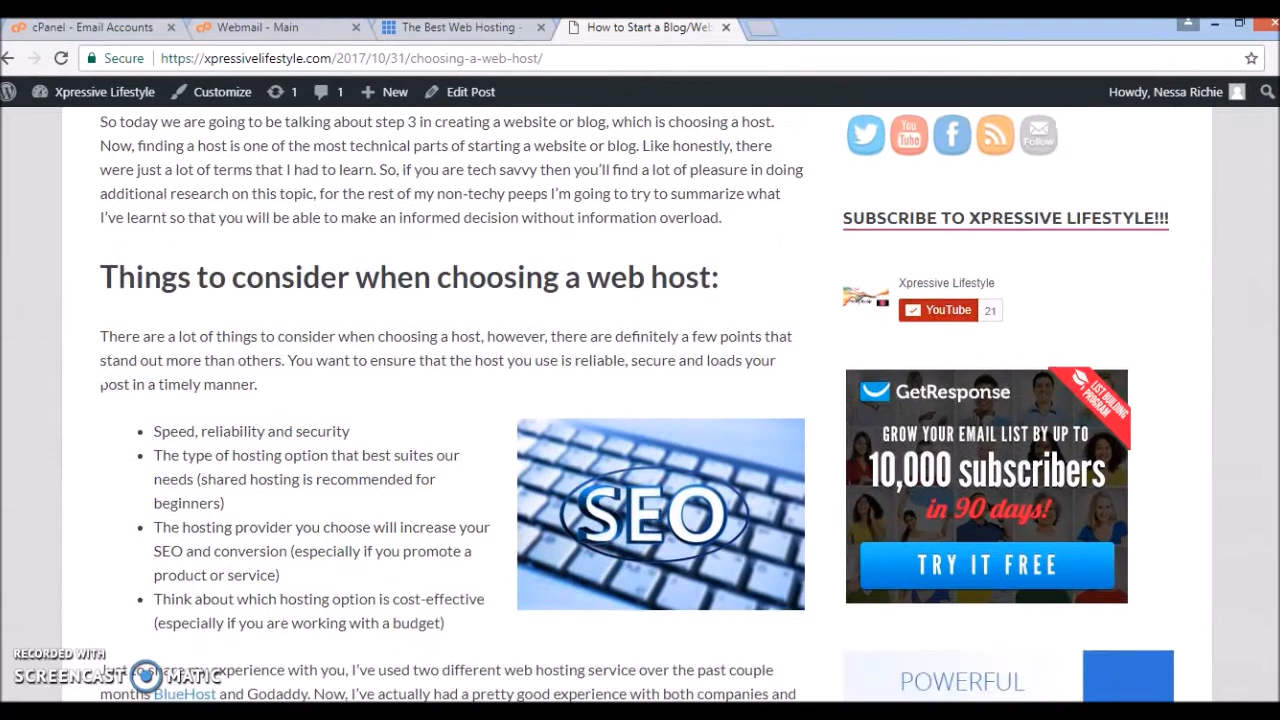 cPanel - Email Accounts
Webmail - Main
The Best Web Hosting -
How to Start a Blog/Web
Secure
https://xpressivelifestyle.com/2017/10/31/choosing-a-web-host/
Xpressive Lifestyle
Customize
1
1
New
Edit Post
Howdy, Nessa Richie
So today we are going to be talking about step 3 in creating a website or blog, which is choosing a host.
Now, finding a host is one of the most technical parts of starting a website or blog. Like honestly, there
were just a lot of terms that I had to learn. So, if you are tech savvy then you'll find a lot of pleasure in doing
additional research on this topic, for the rest of my non-techy peeps I'm going to try to summarize what
I've learnt so that you will be able to make an informed decision without information overload.
Things to consider when choosing a web host:
There are a lot of things to consider when choosing a host, however, there are definitely a few points that
stand out more than others. You want to ensure that the host you use is reliable, secure and loads your
post in a timely manner.
• Speed, reliability and security
• The type of hosting option that best suites our
needs (shared hosting is recommended for
beginners)
• The hosting provider you choose will increase your
SEO and conversion (especially if you promote a
product or service)
• Think about which hosting option is cost-effective
(especially if you are working with a budget)
SEO
experience with you, I've used two different web hosting service over the past couple
months BlueHost and Godaddy. Now, I've actually had a pretty good experience with both companies and
You
Tube
Follow
SUBSCRIBE TO XPRESSIVE LIFESTYLE!!!
Xpressive Lifestyle
YouTube 21
GetResponse
LIST BUILDING
PROGRAM
GROW YOUR EMAIL LIST BY UP TO
10,000 subscribers
in 90 days!
TRY IT FREE
POWERFUL
RECORDED WITH
SCREENCAST MATIC